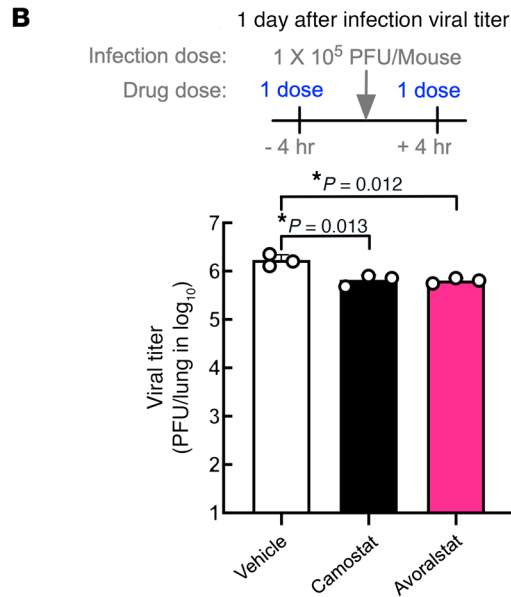 B
1 day after infection viral titer
Infection dose: 1 X 10⁵ PFU/Mouse
Drug dose: 1 dose 1 dose
- 4 hr + 4 hr
*P = 0.012
*P = 0.013
7
6
5
4
3
2
1
Viral titer
(PFU/lung in log₁₀)
Vehicle
Camostat
Avoralstat